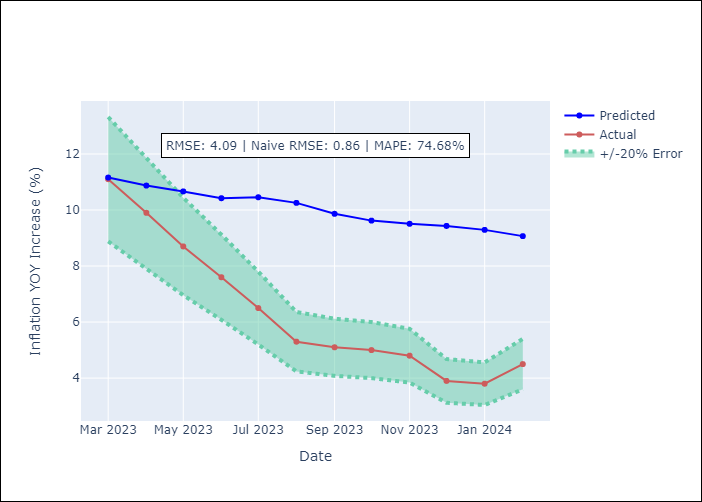 RMSE: 4.09 | Naive RMSE: 0.86 | MAPE: 74.68%
Predicted
Actual
+/-20% Error
Inflation YOY Increase (%)
12
10
8
6
4
Mar 2023
May 2023
Jul 2023
Sep 2023
Nov 2023
Jan 2024
Date